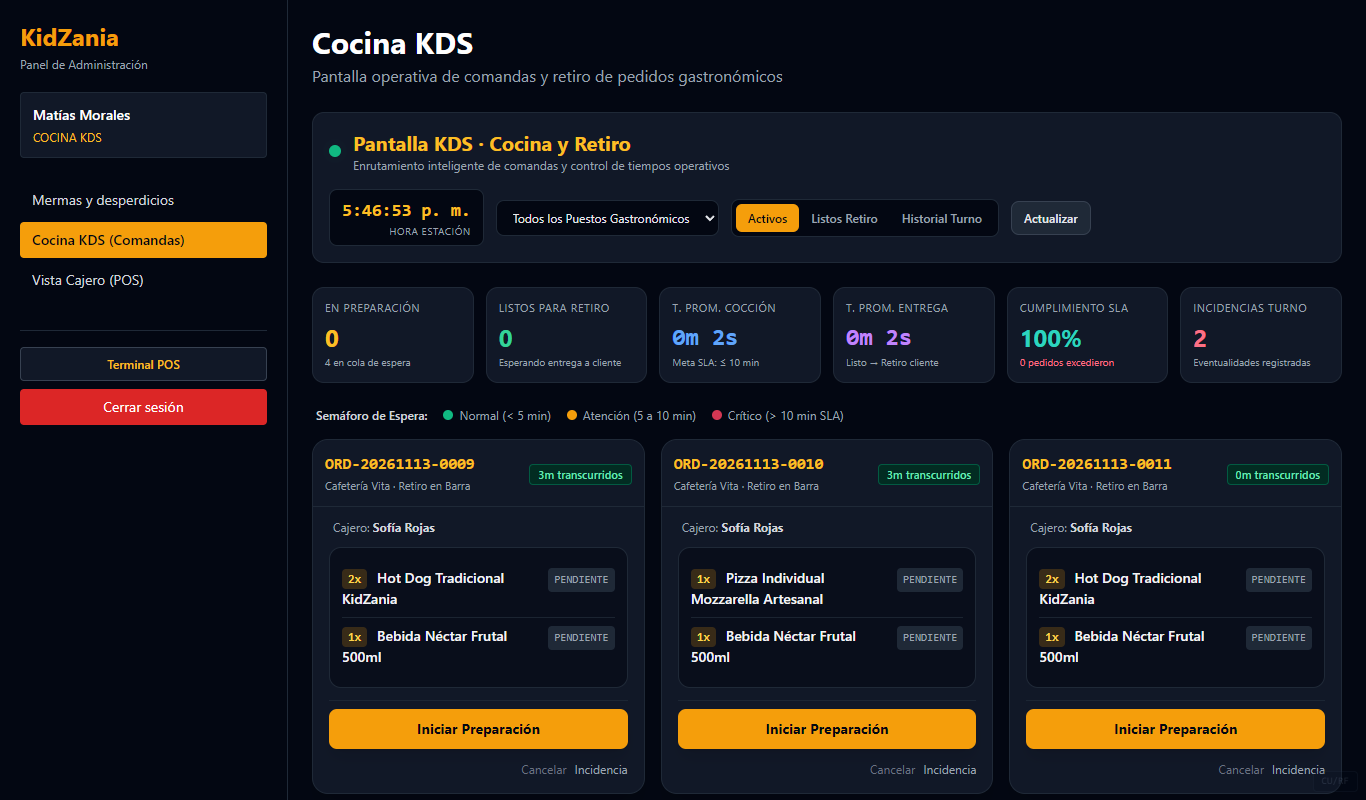 KidZania
Panel de Administración
Matías Morales
COCINA KDS
Mermas y desperdicios
Cocina KDS (Comandas)
Vista Cajero (POS)
Terminal POS
Cerrar sesión
Cocina KDS
Pantalla operativa de comandas y retiro de pedidos gastronómicos
Pantalla KDS · Cocina y Retiro
Enrutamiento inteligente de comandas y control de tiempos operativos
5:46:53 p. m.
HORA ESTACIÓN
Todos los Puestos Gastronómicos
Activos
Listos Retiro
Historial Turno
Actualizar
EN PREPARACIÓN
0
4 en cola de espera
LISTOS PARA RETIRO
0
Esperando entrega a cliente
T. PROM. COCCIÓN
0m 2s
Meta SLA: ≤ 10 min
T. PROM. ENTREGA
0m 2s
Listo → Retiro cliente
CUMPLIMIENTO SLA
100%
0 pedidos excedieron
INCIDENCIAS TURNO
2
Eventualidades registradas
Semáforo de Espera:
Normal (< 5 min)
Atención (5 a 10 min)
Crítico (> 10 min SLA)
ORD-20261113-0009
Cafetería Vita · Retiro en Barra
3m transcurridos
Cajero: Sofía Rojas
2x Hot Dog Tradicional
KidZania
PENDIENTE
1x Bebida Néctar Frutal
500ml
PENDIENTE
Iniciar Preparación
Cancelar
Incidencia
ORD-20261113-0010
Cafetería Vita · Retiro en Barra
3m transcurridos
Cajero: Sofía Rojas
1x Pizza Individual
Mozzarella Artesanal
PENDIENTE
1x Bebida Néctar Frutal
500ml
PENDIENTE
Iniciar Preparación
Cancelar
Incidencia
ORD-20261113-0011
Cafetería Vita · Retiro en Barra
0m transcurridos
Cajero: Sofía Rojas
2x Hot Dog Tradicional
KidZania
PENDIENTE
1x Bebida Néctar Frutal
500ml
PENDIENTE
Iniciar Preparación
Cancelar
Incidencia